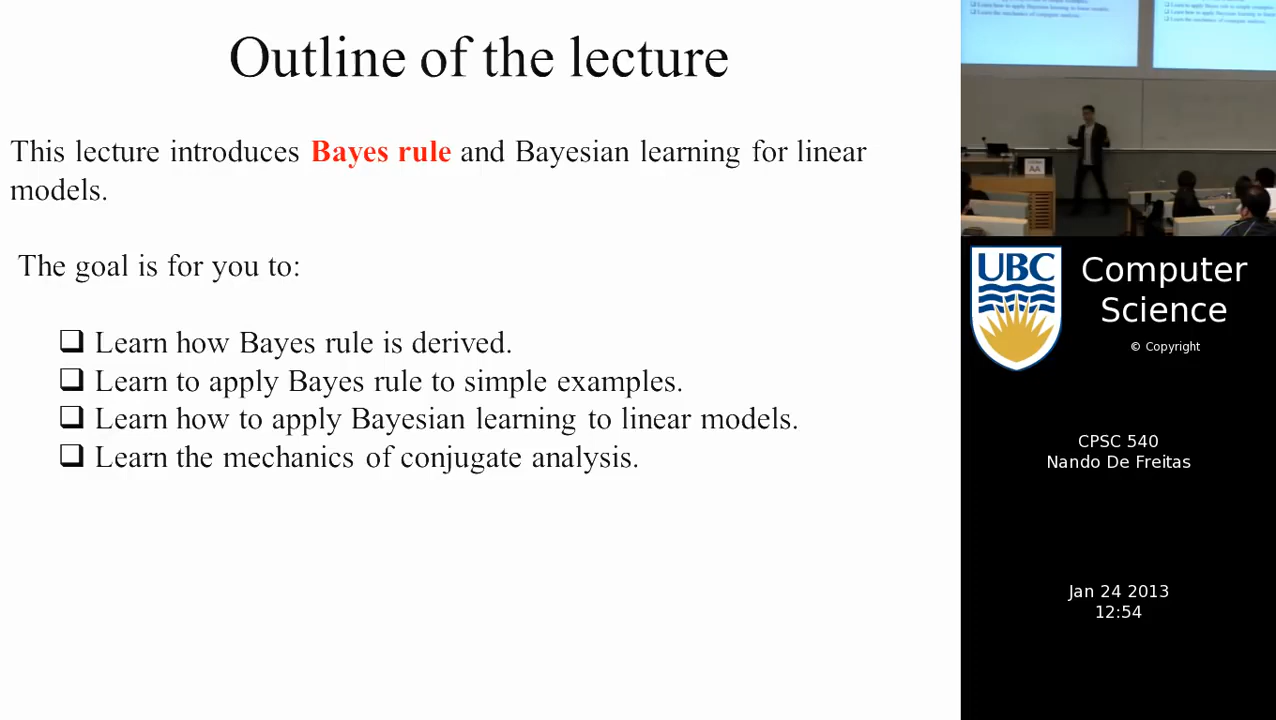 Outline of the lecture
This lecture introduces Bayes rule and Bayesian learning for linear
models.
The goal is for you to:
❑ Learn how Bayes rule is derived.
❑ Learn to apply Bayes rule to simple examples.
❑ Learn how to apply Bayesian learning to linear models.
❑ Learn the mechanics of conjugate analysis.
UBC
Computer
Science
© Copyright
CPSC 540
Nando De Freitas
Jan 24 2013
12:54